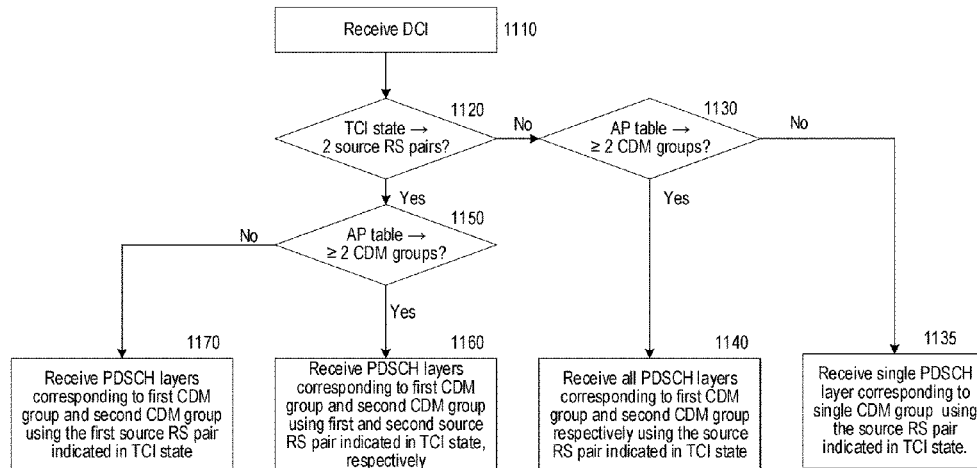 Receive DCI
1110
1120
TCI state →
2 source RS pairs?
No
1130
AP table →
≥ 2 CDM groups?
No
Yes
1150
AP table →
≥ 2 CDM groups?
No
Yes
Yes
1170
Receive PDSCH layers
corresponding to first CDM
group and second CDM group
using the first source RS pair
indicated in TCI state
1160
Receive PDSCH layers
corresponding to first CDM
group and second CDM group
using first and second source
RS pair indicated in TCI state,
respectively
1140
Receive all PDSCH layers
corresponding to first CDM
group and second CDM group
respectively using the source
RS pair indicated in TCI state
1135
Receive single PDSCH
layer corresponding to
single CDM group using
the source RS pair
indicated in TCI state.